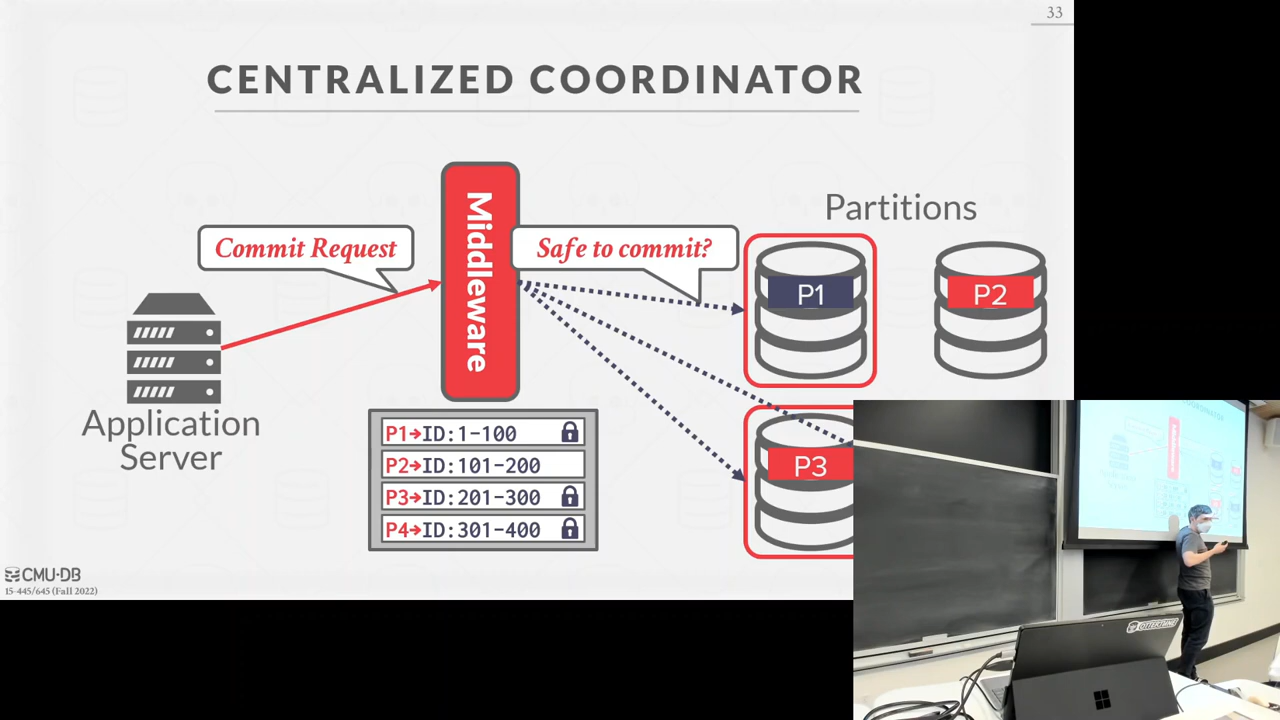 33
CENTRALIZED COORDINATOR
Partitions
Middleware
Commit Request
Safe to commit?
P1
P2
Application
Server
P1→ID:1-100
P2→ID:101-200
P3→ID:201-300
P4→ID:301-400
P3
CMU·DB
15-445/645 (Fall 2022)